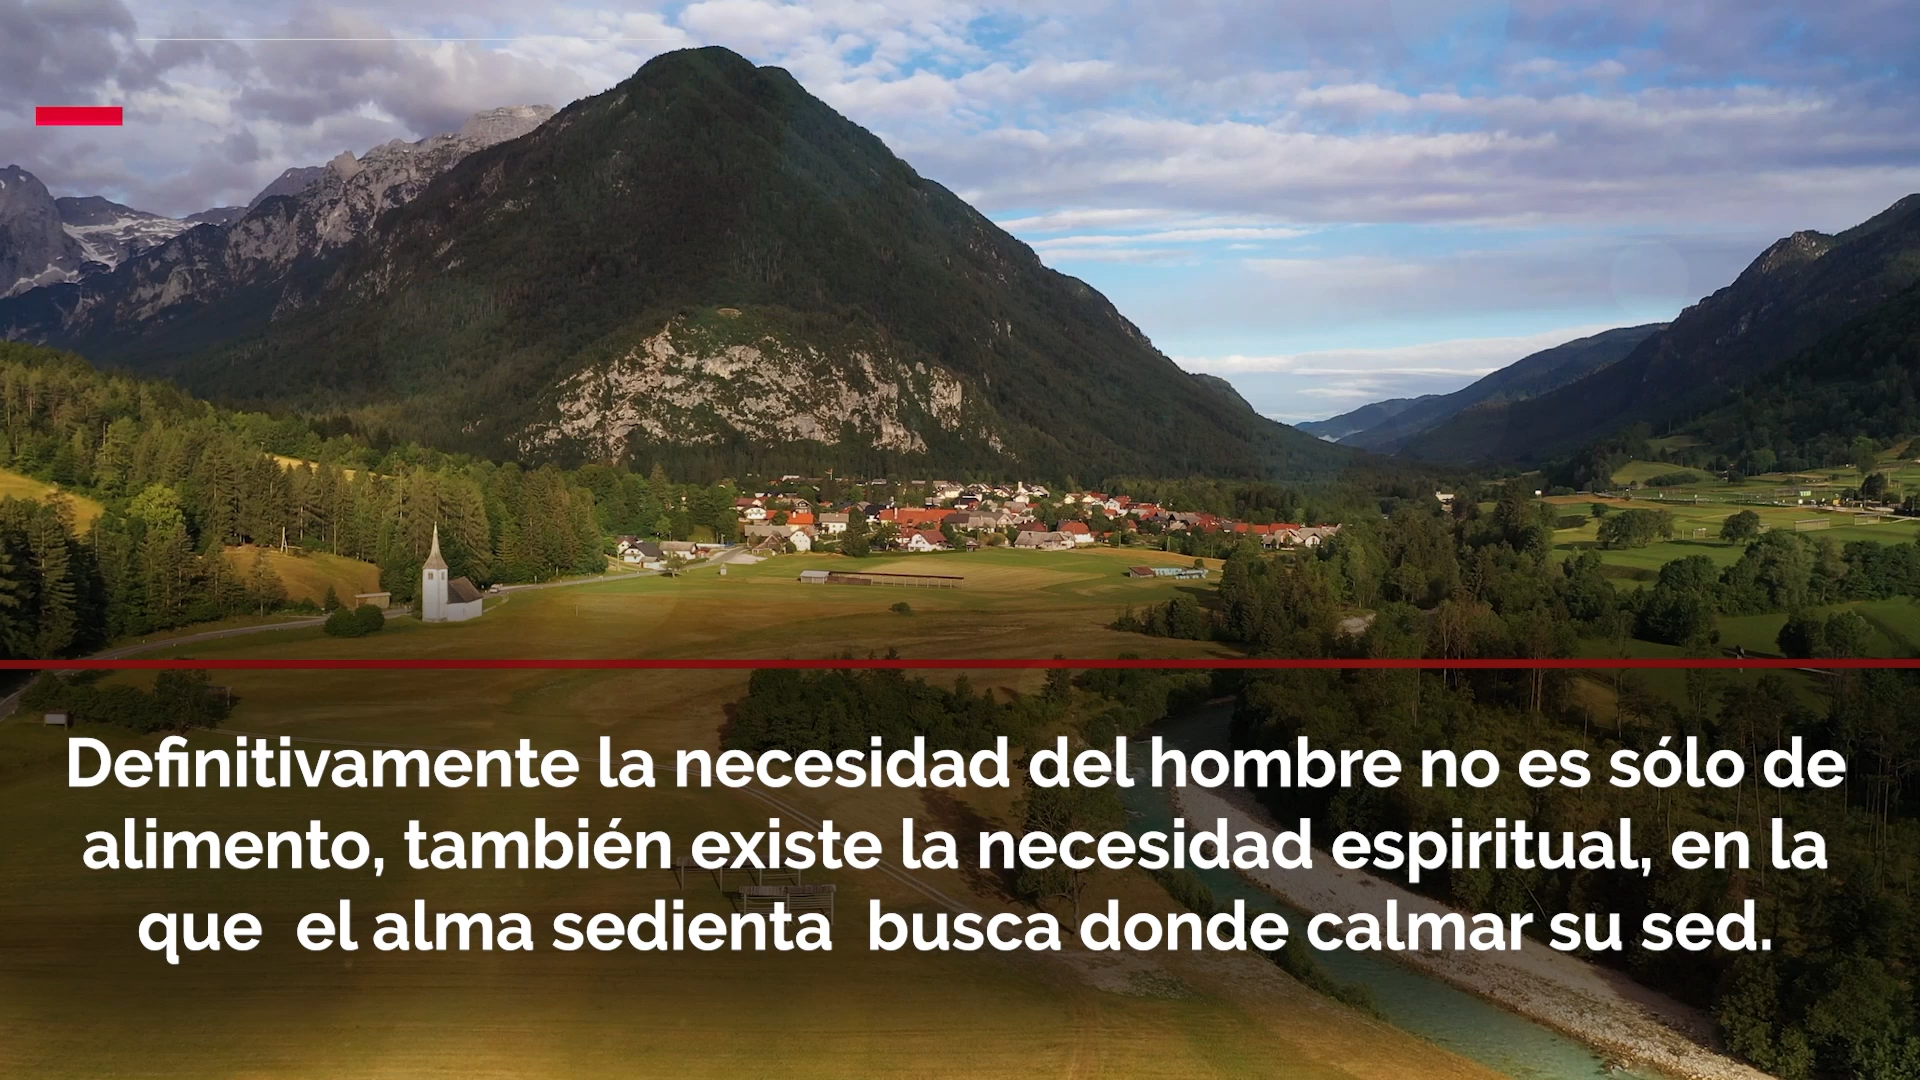 Definitivamente la necesidad del hombre no es sólo de
alimento, también existe la necesidad espiritual, en la
que  el alma sedienta  busca donde calmar su sed.